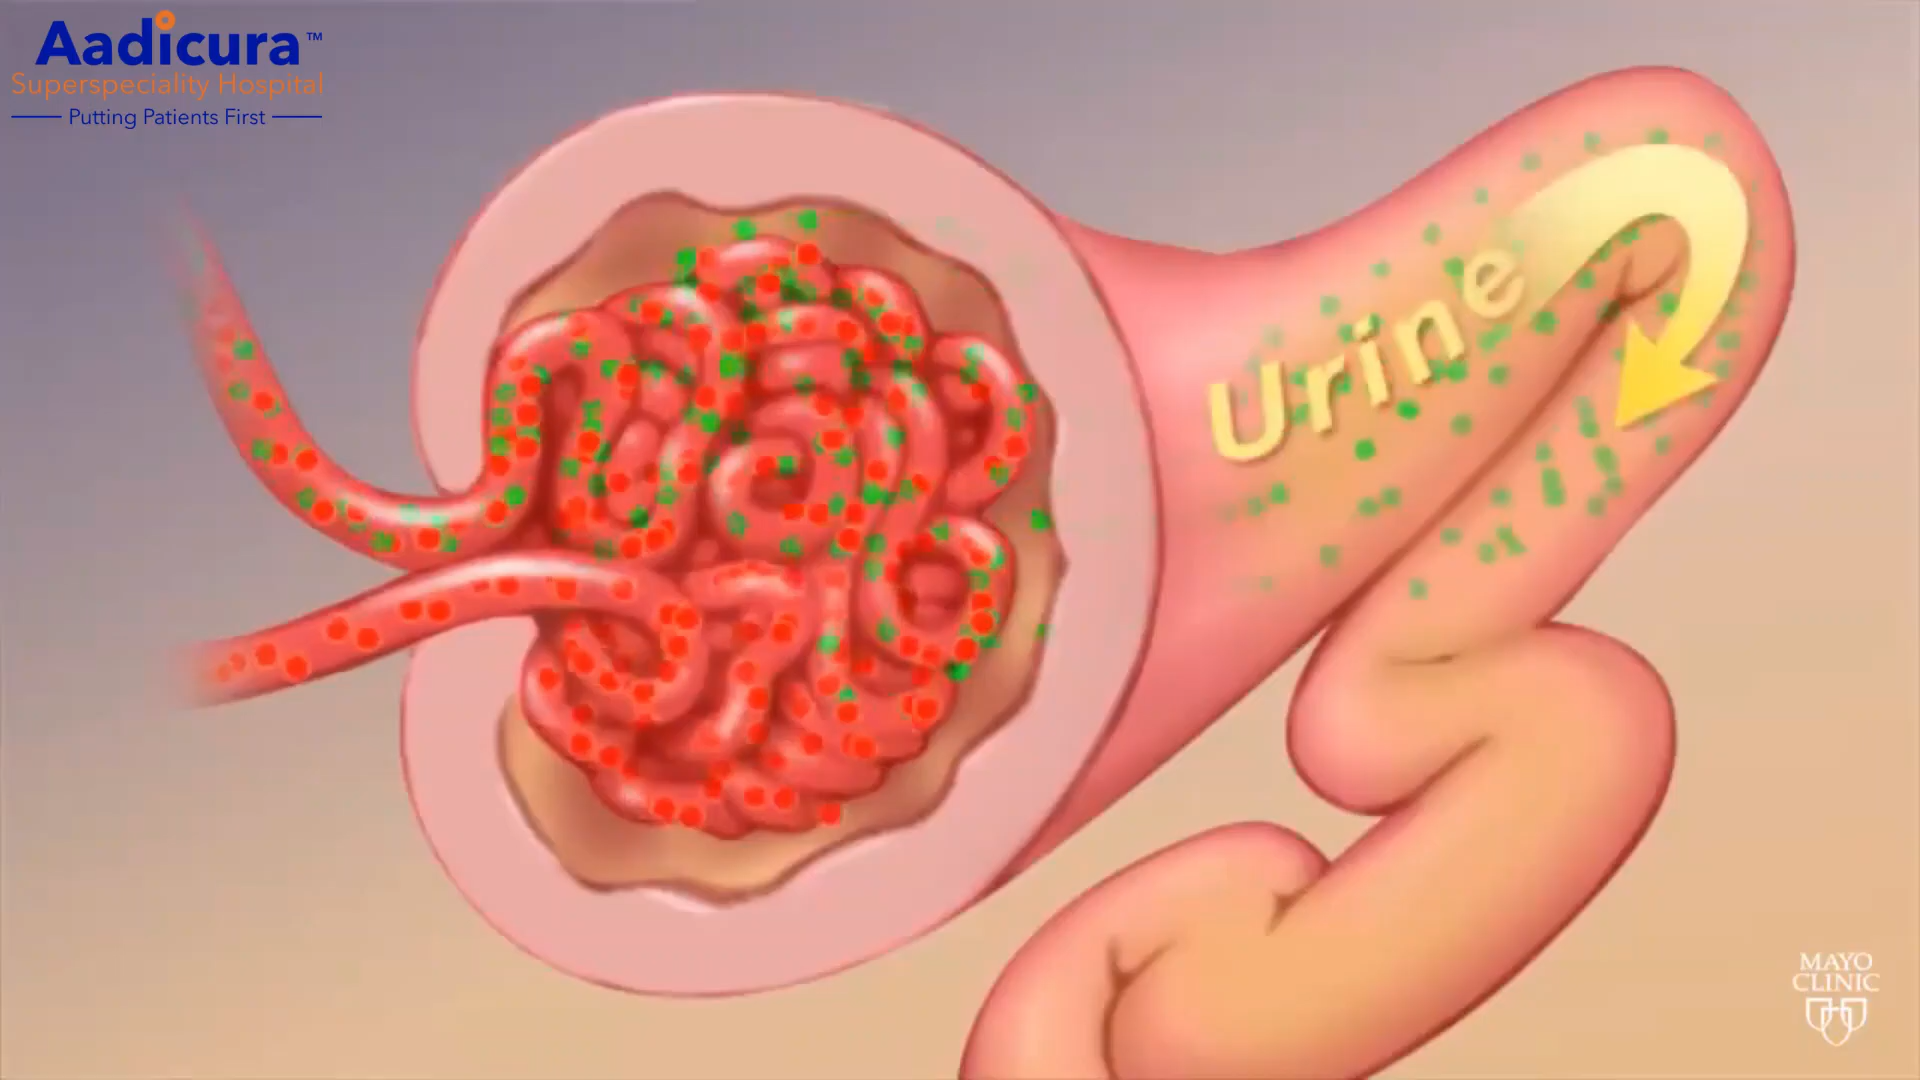 Aadicura™
Superspeciality Hospital
Putting Patients First
Urine
MAYO
CLINIC